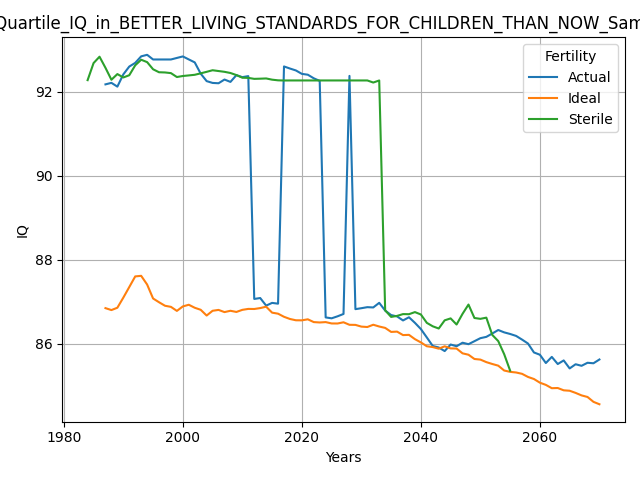 Quartile_IQ_in_BETTER_LIVING_STANDARDS_FOR_CHILDREN_THAN_NOW_Sam
Fertility
Actual
Ideal
Sterile
IQ
92
90
88
86
1980
2000
2020
2040
2060
Years